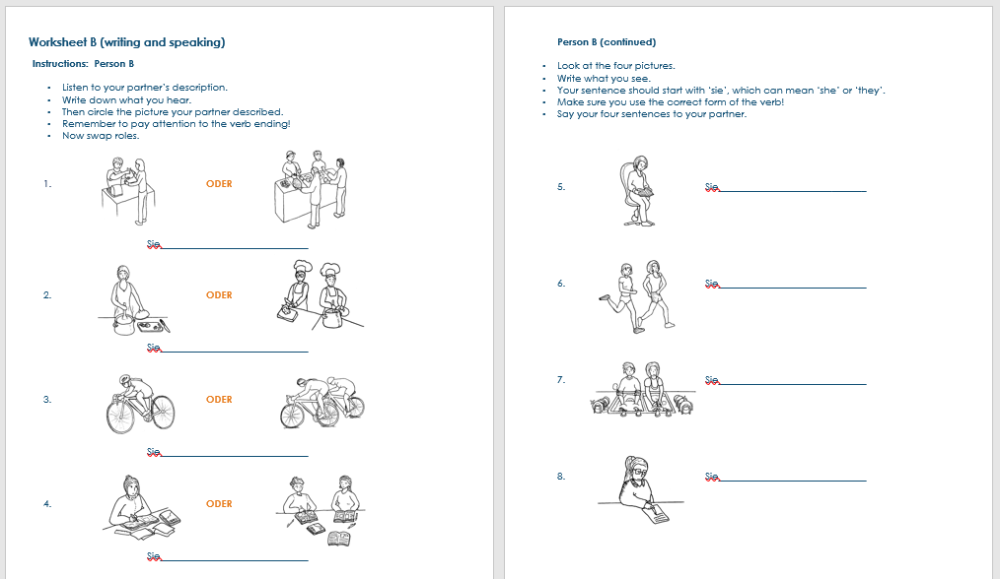 Worksheet B (writing and speaking)
Instructions: Person B
• Listen to your partner's description.
• Write down what you hear.
• Then circle the picture your partner described.
• Remember to pay attention to the verb ending!
• Now swap roles.
1. ODER
Sie
2. ODER
Sie
3. ODER
Sie
4. ODER
Sie
Person B (continued)
• Look at the four pictures.
• Write what you see.
• Your sentence should start with ‘sie’, which can mean ‘she’ or ‘they’.
• Make sure you use the correct form of the verb!
• Say your four sentences to your partner.
5. Sie
6. Sie
7. Sie
8. Sie